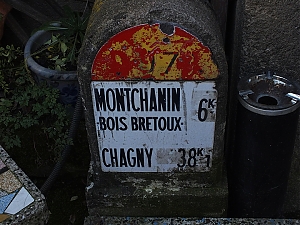 17
MONTCHANIN 6K
BOIS BRETOUX
CHAGNY 38K1